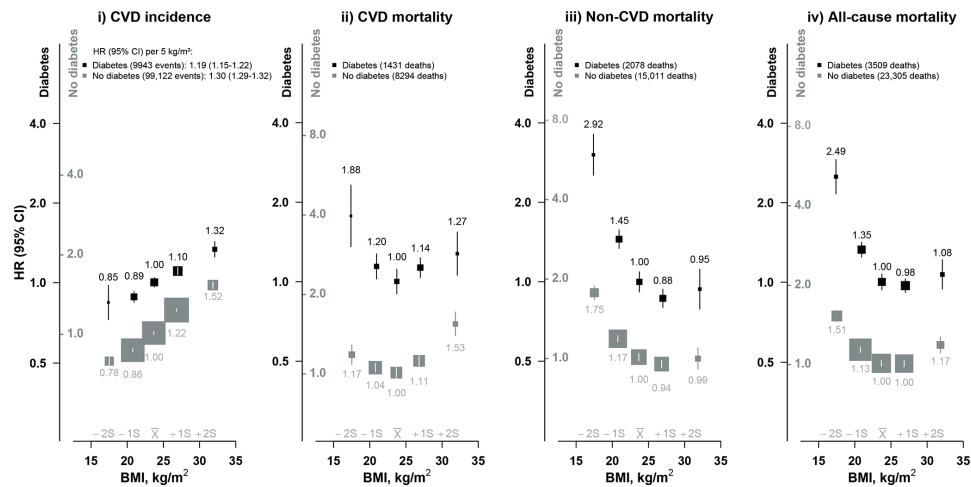 i) CVD incidence
ii) CVD mortality
iii) Non-CVD mortality
iv) All-cause mortality
HR (95% CI)
Diabetes
No diabetes
HR (95% CI) per 5 kg/m²:
Diabetes (9943 events): 1.19 (1.15-1.22)
No diabetes (99,122 events): 1.30 (1.29-1.32)
4.0
2.0
1.0
0.5
4.0
2.0
1.0
0.85
0.89
1.00
1.10
1.32
0.78
0.86
1.00
1.22
1.52
−2S −1S X̅ +1S +2S
15 20 25 30 35
BMI, kg/m²
Diabetes
No diabetes
Diabetes (1431 deaths)
No diabetes (8294 deaths)
4.0
2.0
1.0
0.5
8.0
4.0
2.0
1.0
1.88
1.20
1.00
1.14
1.27
1.17
1.04
1.00
1.11
1.53
−2S −1S X̅ +1S +2S
15 20 25 30 35
BMI, kg/m²
Diabetes
No diabetes
Diabetes (2078 deaths)
No diabetes (15,011 deaths)
4.0
2.0
1.0
0.5
8.0
4.0
2.0
1.0
2.92
1.45
1.00
0.88
0.95
1.75
1.17
1.00
0.94
0.99
−2S −1S X̅ +1S +2S
15 20 25 30 35
BMI, kg/m²
Diabetes
No diabetes
Diabetes (3509 deaths)
No diabetes (23,305 deaths)
4.0
2.0
1.0
0.5
8.0
4.0
2.0
1.0
2.49
1.35
1.00
0.98
1.08
1.51
1.13
1.00
1.00
1.17
−2S −1S X̅ +1S +2S
15 20 25 30 35
BMI, kg/m²